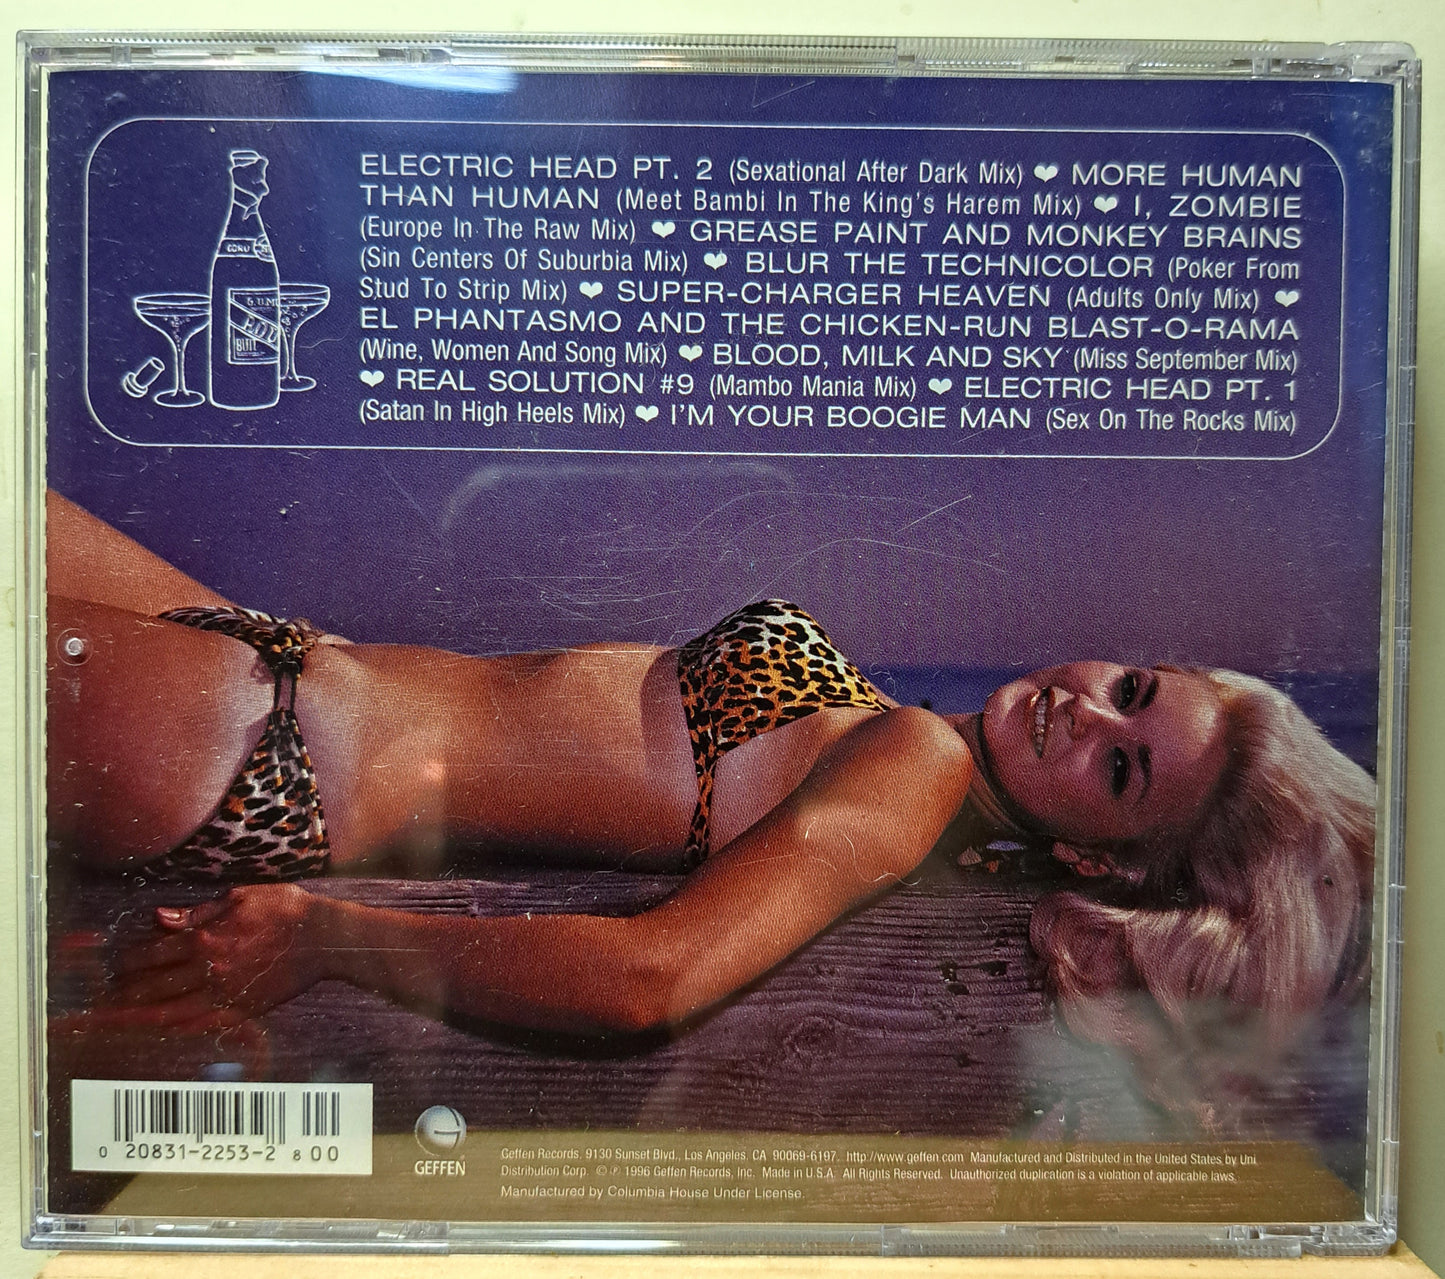 ELECTRIC HEAD PT. 2 (Sexational After Dark Mix) ❤ MORE HUMAN
THAN HUMAN (Meet Bambi In The King's Harem Mix) ❤ I, ZOMBIE
(Europe In The Raw Mix) ❤ GREASE PAINT AND MONKEY BRAINS
(Sin Centers Of Suburbia Mix) ❤ BLUR THE TECHNICOLOR (Poker From
Stud To Strip Mix) ❤ SUPER-CHARGER HEAVEN (Adults Only Mix) ❤
EL PHANTASMO AND THE CHICKEN-RUN BLAST-O-RAMA
(Wine, Women And Song Mix) ❤ BLOOD, MILK AND SKY (Miss September Mix)
❤ REAL SOLUTION #9 (Mambo Mania Mix) ❤ ELECTRIC HEAD PT. 1
(Satan In High Heels Mix) ❤ I'M YOUR BOOGIE MAN (Sex On The Rocks Mix)
0 20831-2253-2 8 00
GEFFEN
Geffen Records, 9130 Sunset Blvd., Los Angeles, CA 90069-6197. http://www.geffen.com Manufactured and Distributed in the United States by Uni
Distribution Corp. © ℗ 1996 Geffen Records, Inc. Made in U.S.A. All Rights Reserved. Unauthorized duplication is a violation of applicable laws.
Manufactured by Columbia House Under License.